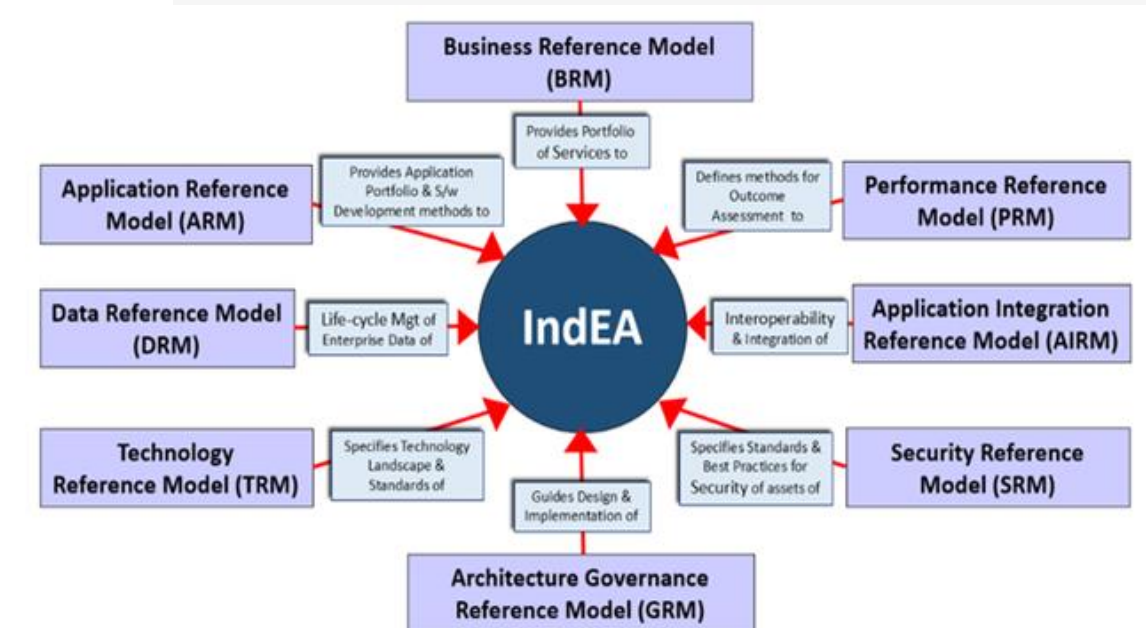 Business Reference Model
(BRM)
Provides Portfolio
of Services to
Application Reference
Model (ARM)
Provides Application
Portfolio & S/w
Development methods to
Defines methods for
Outcome
Assessment to
Performance Reference
Model (PRM)
Data Reference Model
(DRM)
Life-cycle Mgt of
Enterprise Data of
IndEA
Interoperability
& Integration of
Application Integration
Reference Model (AIRM)
Technology
Reference Model (TRM)
Specifies Technology
Landscape &
Standards of
Specifies Standards &
Best Practices for
Security of assets of
Security Reference
Model (SRM)
Guides Design &
Implementation of
Architecture Governance
Reference Model (GRM)